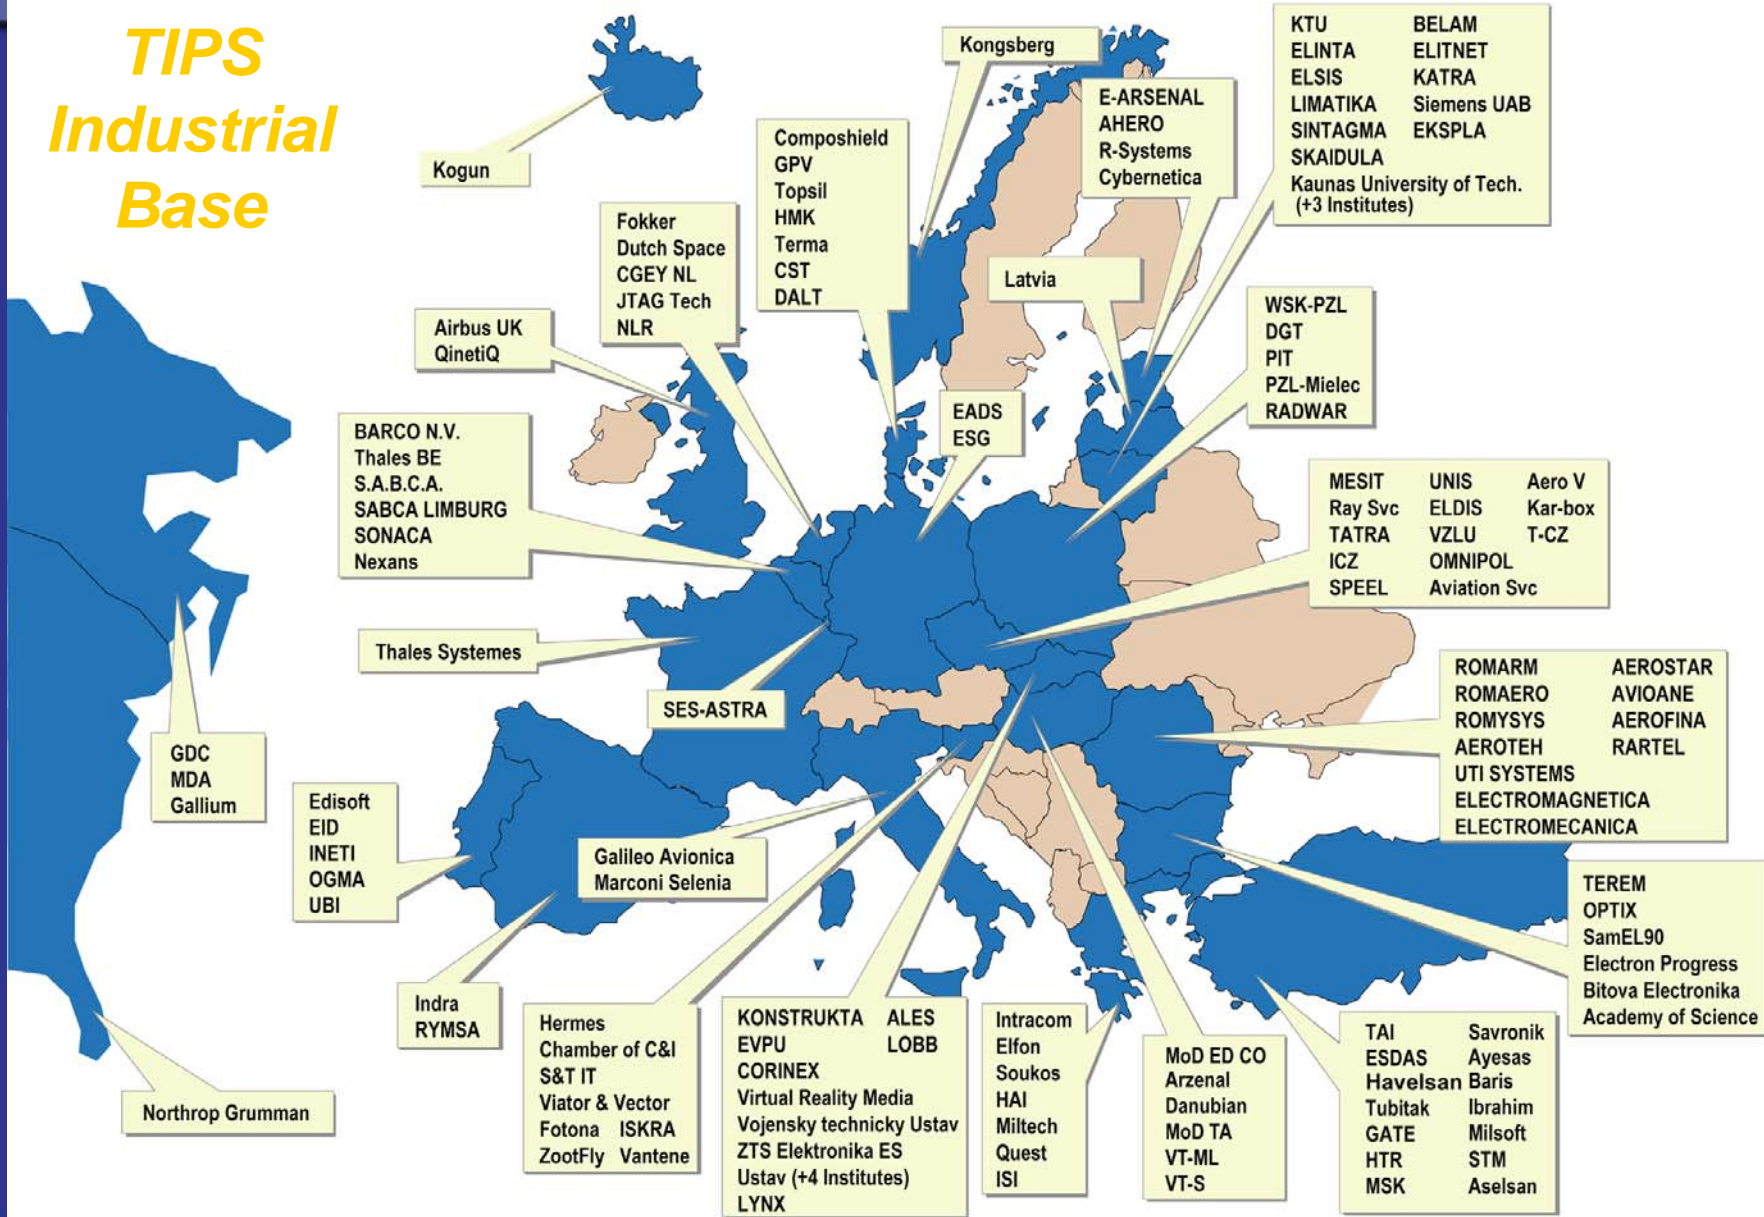 TIPS
Industrial
Base
Kogun
Kongsberg
KTU BELAM
ELINTA ELITNET
ELSIS KATRA
LIMATIKA Siemens UAB
SINTAGMA EKSPLA
SKAIDULA
Kaunas University of Tech.
(+3 Institutes)
E-ARSENAL
AHERO
R-Systems
Cybernetica
Composhield
GPV
Topsil
HMK
Terma
CST
DALT
Fokker
Dutch Space
CGEY NL
JTAG Tech
NLR
Latvia
Airbus UK
QinetiQ
WSK-PZL
DGT
PIT
PZL-Mielec
RADWAR
EADS
ESG
BARCO N.V.
Thales BE
S.A.B.C.A.
SABCA LIMBURG
SONACA
Nexans
MESIT UNIS Aero V
Ray Svc ELDIS Kar-box
TATRA VZLU T-CZ
ICZ OMNIPOL
SPEEL Aviation Svc
Thales Systemes
SES-ASTRA
ROMARM AEROSTAR
ROMAERO AVIOANE
ROMYSYS AEROFINA
AEROTEH RARTEL
UTI SYSTEMS
ELECTROMAGNETICA
ELECTROMECANICA
GDC
MDA
Gallium
Edisoft
EID
INETI
OGMA
UBI
Galileo Avionica
Marconi Selenia
TEREM
OPTIX
SamEL90
Electron Progress
Bitova Electronika
Academy of Science
Indra
RYMSA
Northrop Grumman
Hermes
Chamber of C&I
S&T IT
Viator & Vector
Fotona ISKRA
ZootFly Vantene
KONSTRUKTA ALES
EVPU LOBB
CORINEX
Virtual Reality Media
Vojensky technicky Ustav
ZTS Elektronika ES
Ustav (+4 Institutes)
LYNX
Intracom
Elfon
Soukos
HAI
Miltech
Quest
ISI
MoD ED CO
Arzenal
Danubian
MoD TA
VT-ML
VT-S
TAI Savronik
ESDAS Ayesas
Havelsan Baris
Tubitak Ibrahim
GATE Milsoft
HTR STM
MSK Aselsan